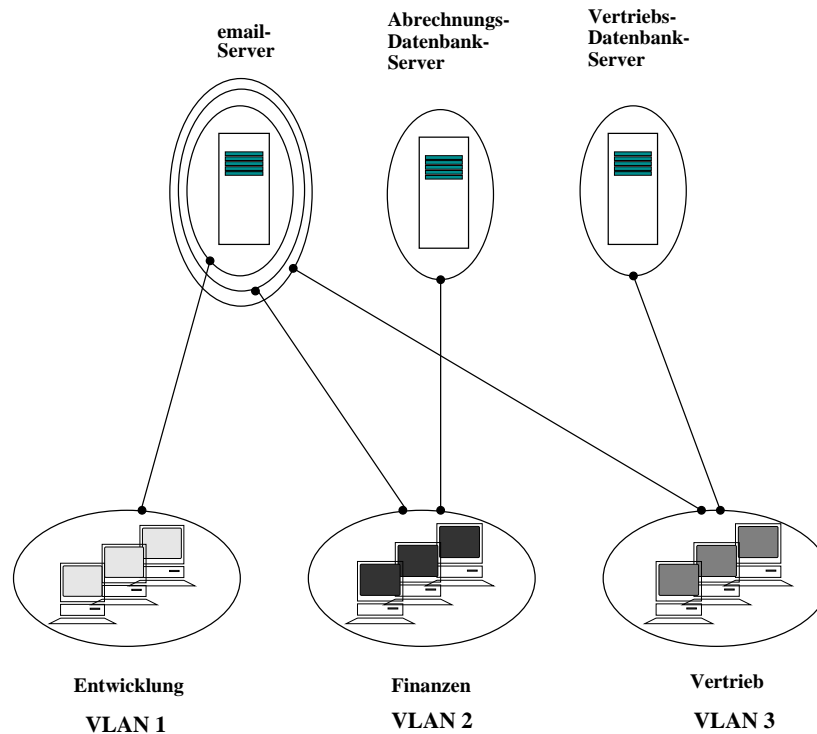 email-
Server
Abrechnungs-
Datenbank-
Server
Vertriebs-
Datenbank-
Server
Entwicklung
VLAN 1
Finanzen
VLAN 2
Vertrieb
VLAN 3